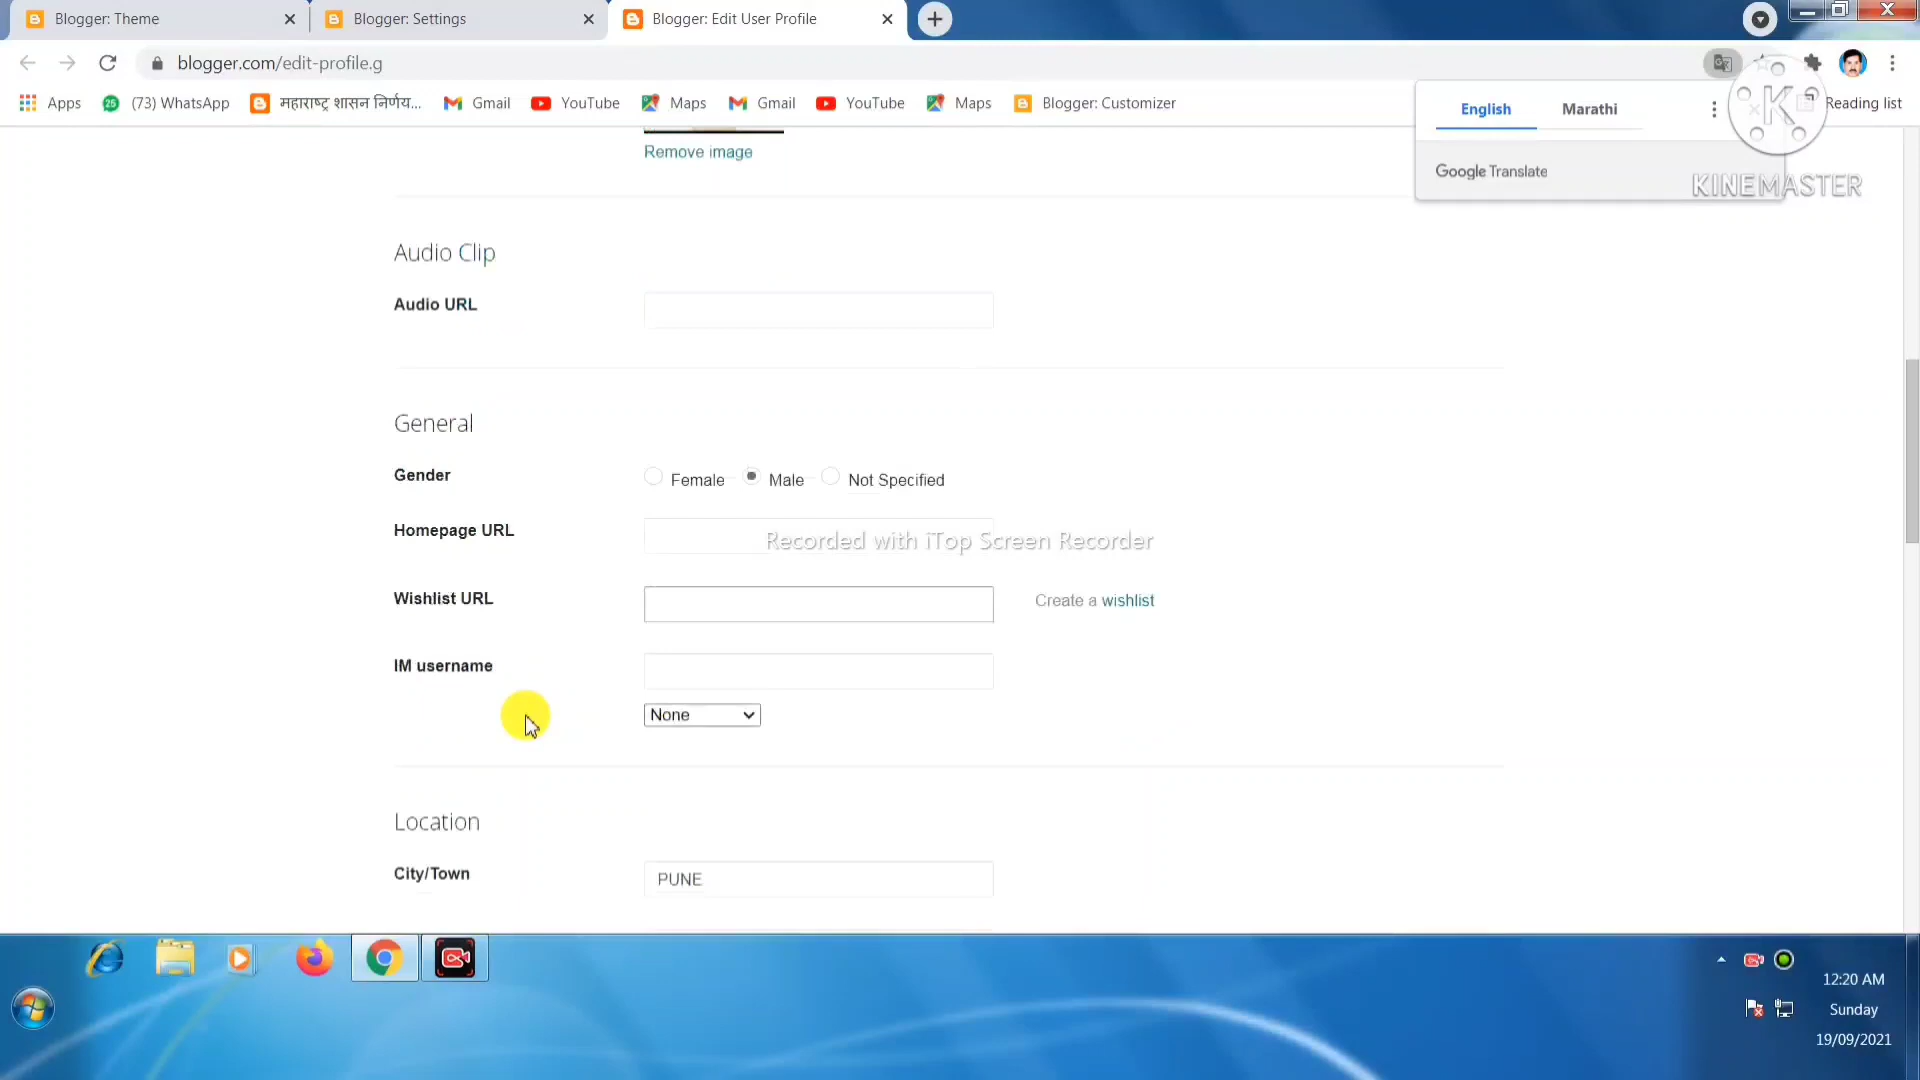 Blogger: Theme
Blogger: Settings
Blogger: Edit User Profile
blogger.com/edit-profile.g
Apps
(73) WhatsApp
महाराष्ट्र शासन निर्णय...
Gmail
YouTube
Maps
Gmail
YouTube
Maps
Blogger: Customizer
Reading list
English
Marathi
Google Translate
KINEMASTER
Remove image
Audio Clip
Audio URL
General
Gender
Female
Male
Not Specified
Homepage URL
Recorded with iTop Screen Recorder
Wishlist URL
Create a wishlist
IM username
None
Location
City/Town
PUNE
12:20 AM
Sunday
19/09/2021